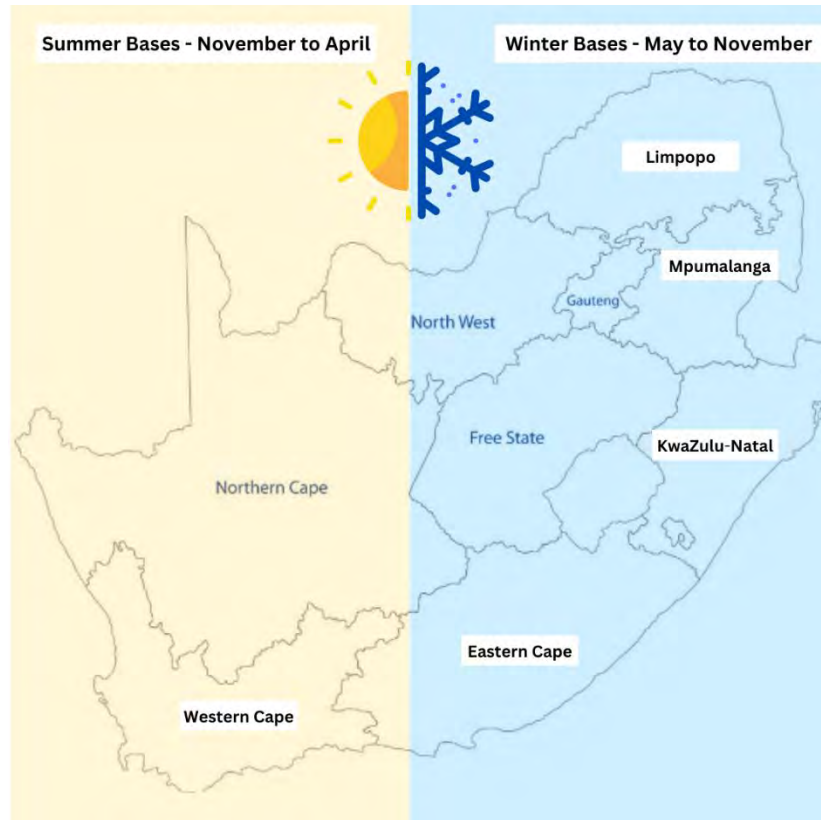 Summer Bases - November to April
Winter Bases - May to November
Limpopo
Mpumalanga
Gauteng
North West
Free State
KwaZulu-Natal
Northern Cape
Eastern Cape
Western Cape